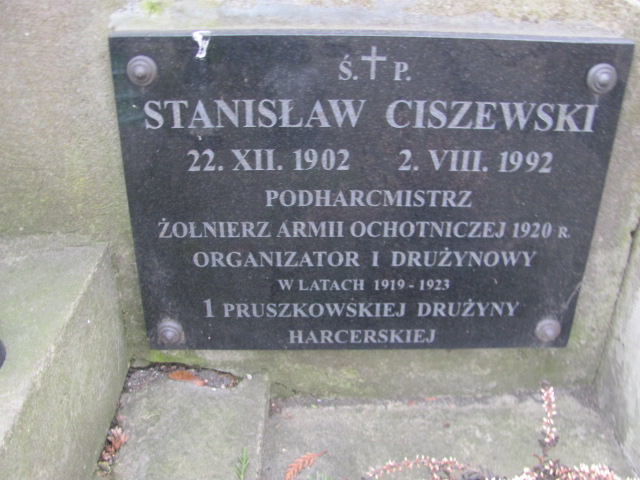 Ś. P.
STANISŁAW CISZEWSKI
22. XII. 1902 2. VIII. 1992
PODHARCMISTRZ
ŻOŁNIERZ ARMII OCHOTNICZEJ 1920 R.
ORGANIZATOR I DRUŻYNOWY
W LATACH 1919 - 1923
1 PRUSZKOWSKIEJ DRUŻYNY
HARCERSKIEJ